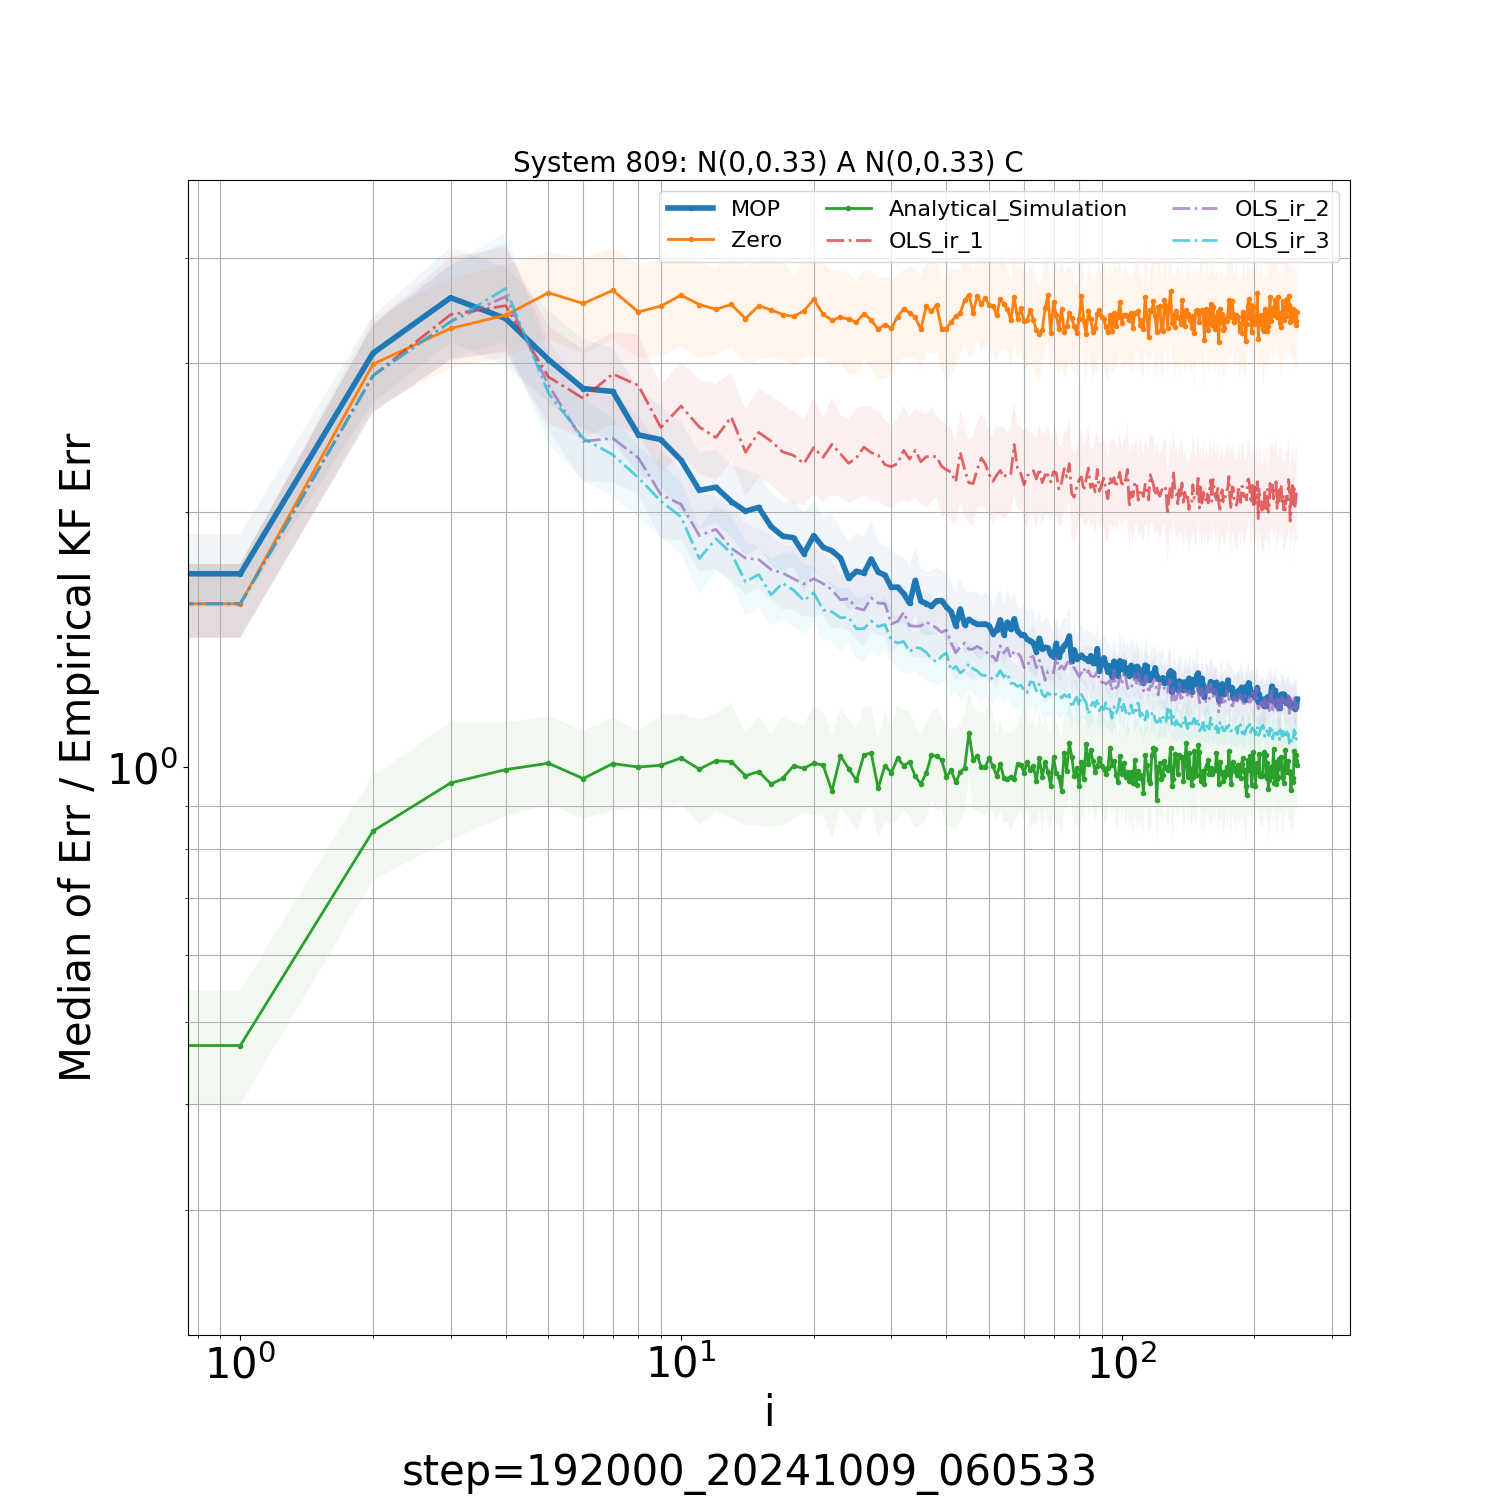 System 809: N(0,0.33) A N(0,0.33) C
MOP
Zero
Analytical_Simulation
OLS_ir_1
OLS_ir_2
OLS_ir_3
Median of Err / Empirical KF Err
10⁰
10⁰ 10¹ 10²
i
step=192000_20241009_060533